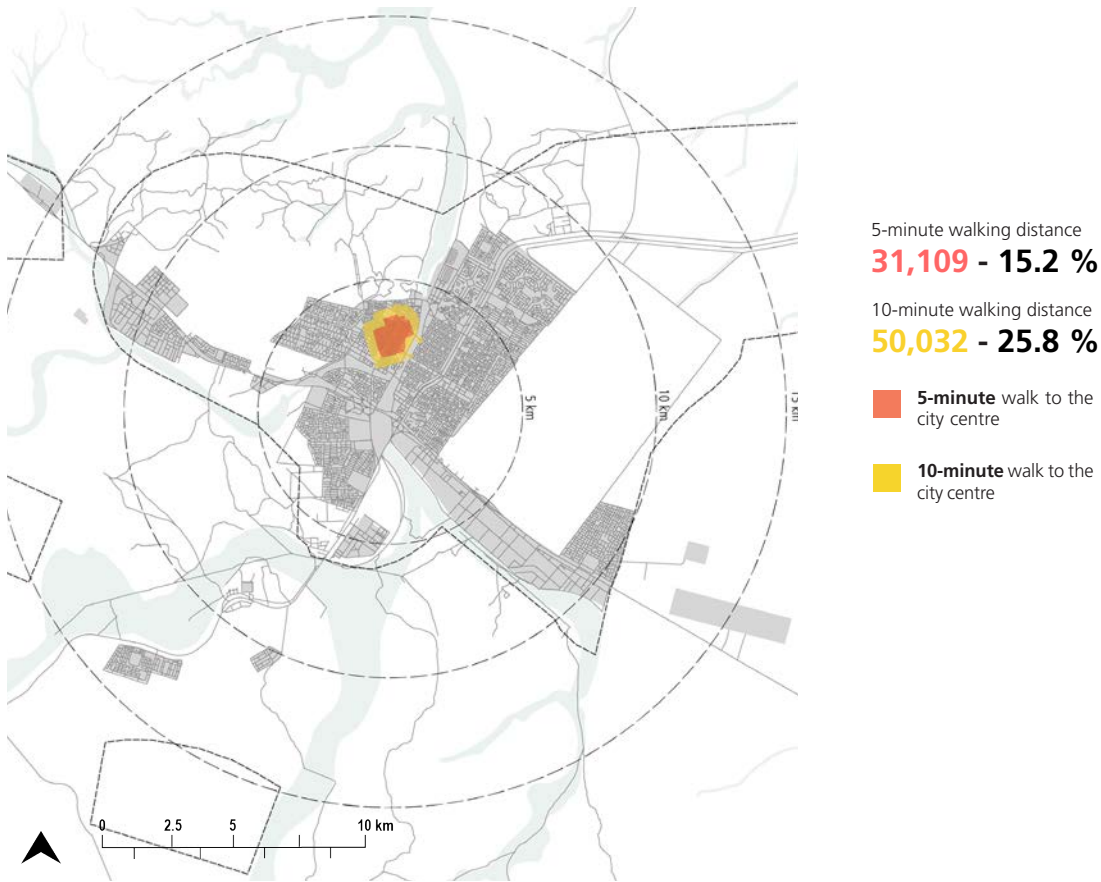 5-minute walking distance
31,109 - 15.2 %
10-minute walking distance
50,032 - 25.8 %
5-minute walk to the
city centre
10-minute walk to the
city centre
5 km
10 km
15 km
0 2.5 5 10 km